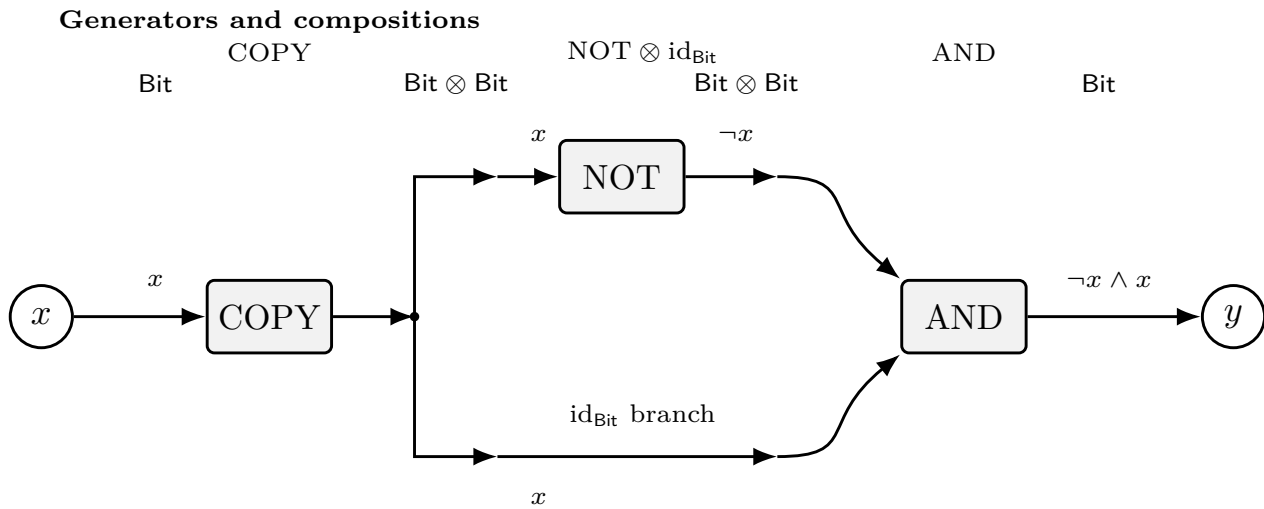 Generators and compositions
COPY NOT ⊗ id_Bit AND
Bit Bit ⊗ Bit Bit ⊗ Bit Bit
x ¬x
NOT
x ¬x ∧ x
x COPY AND y
id_Bit branch
x